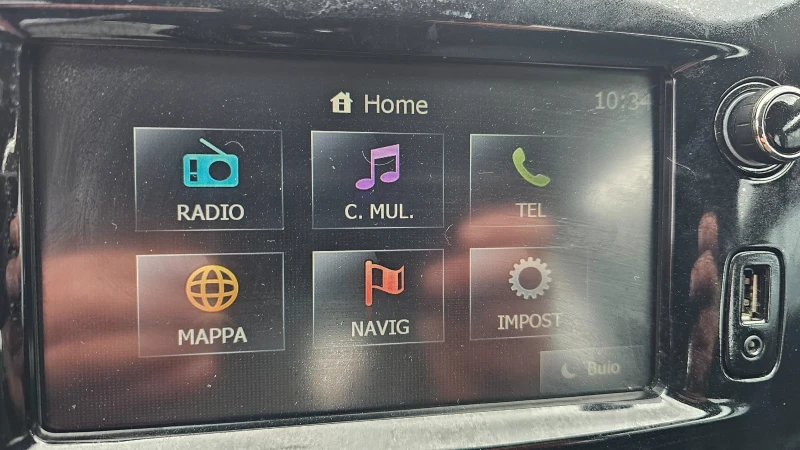 Home
10:34
RADIO
C. MUL.
TEL
MAPPA
NAVIG
IMPOST
Buio